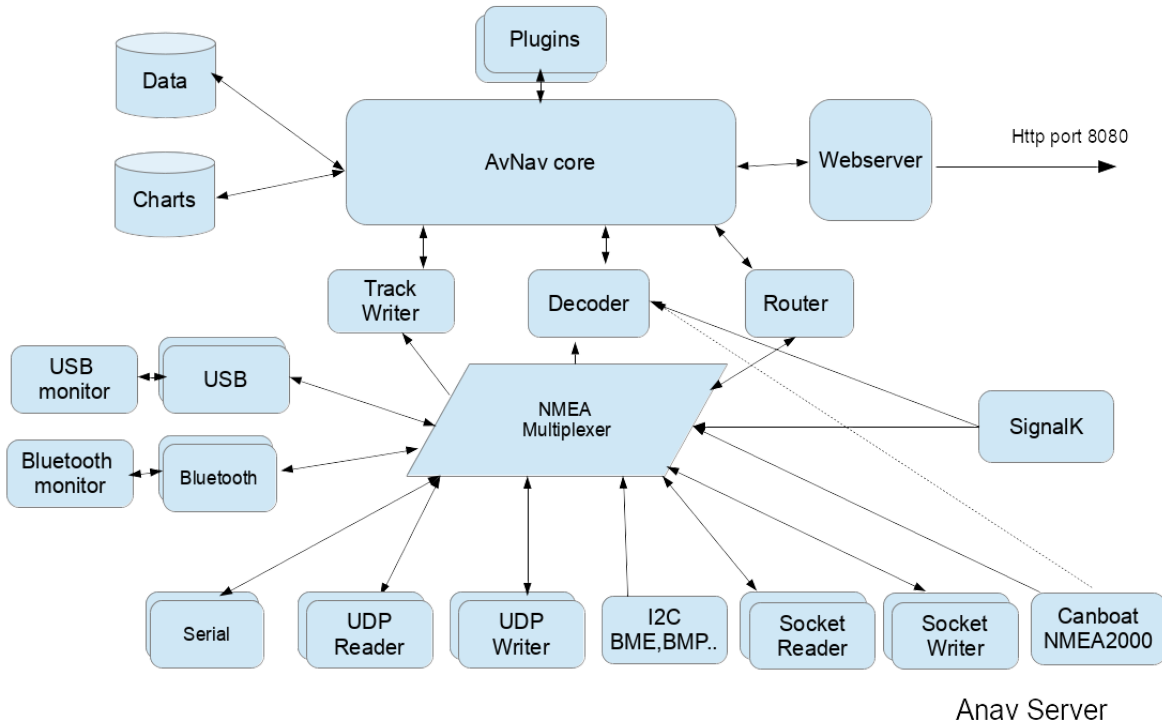 Plugins
Data
Http port 8080
AvNav core
Webserver
Charts
Track
Writer
Decoder
Router
USB
monitor
USB
NMEA
Multiplexer
SignalK
Bluetooth
monitor
Bluetooth
Serial
UDP
Reader
UDP
Writer
I2C
BME,BMP..
Socket
Reader
Socket
Writer
Canboat
NMEA2000
Anav Server